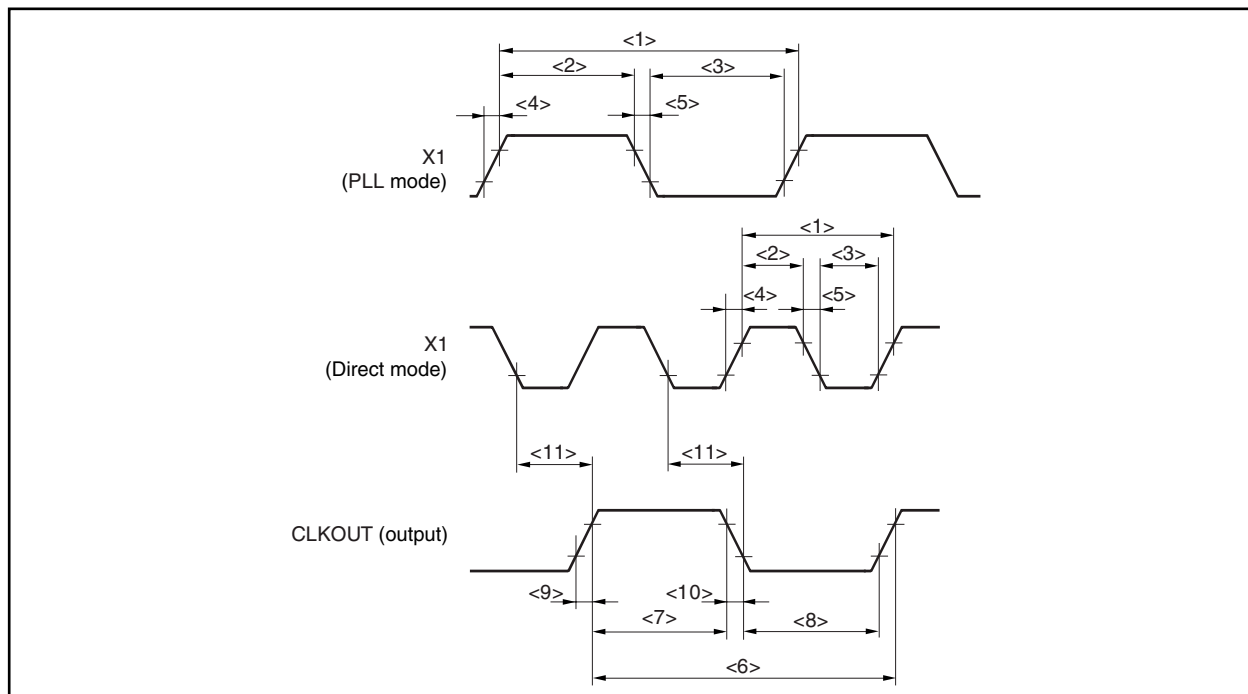 <1>
<2> <3>
<4> <5>
X1
(PLL mode)
<1>
<2> <3>
<4> <5>
X1
(Direct mode)
<11> <11>
CLKOUT (output)
<9> <10>
<7> <8>
<6>